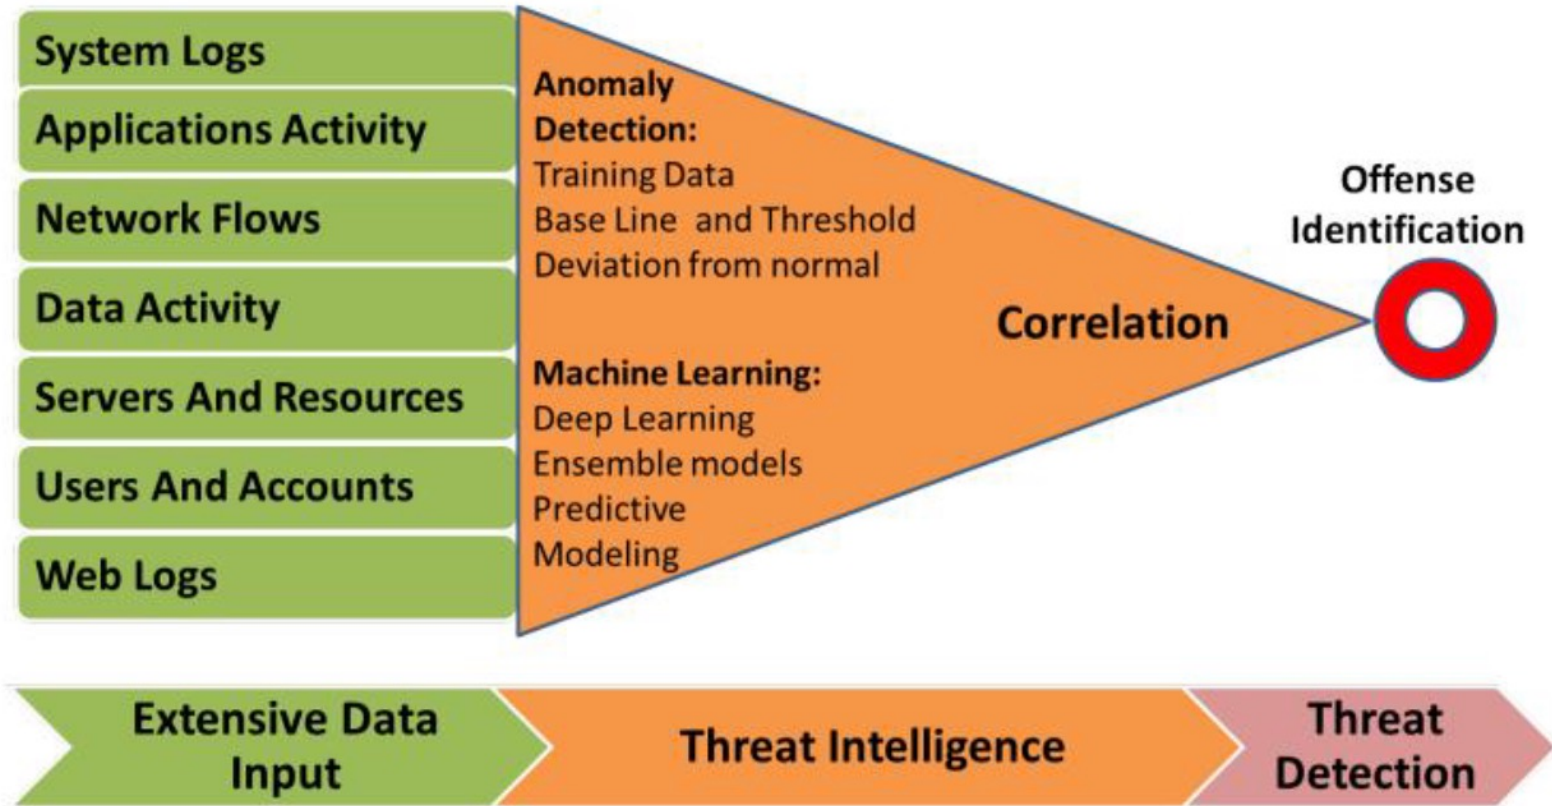 System Logs
Applications Activity
Network Flows
Data Activity
Servers And Resources
Users And Accounts
Web Logs
Anomaly
Detection:
Training Data
Base Line and Threshold
Deviation from normal
Machine Learning:
Deep Learning
Ensemble models
Predictive
Modeling
Correlation
Offense
Identification
Extensive Data
Input
Threat Intelligence
Threat
Detection